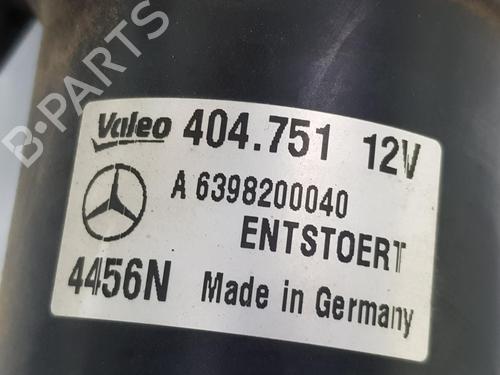 B-PARTS
Valeo 404.751 12V
A 6398200040
ENTSTOERT
4456N Made in Germany